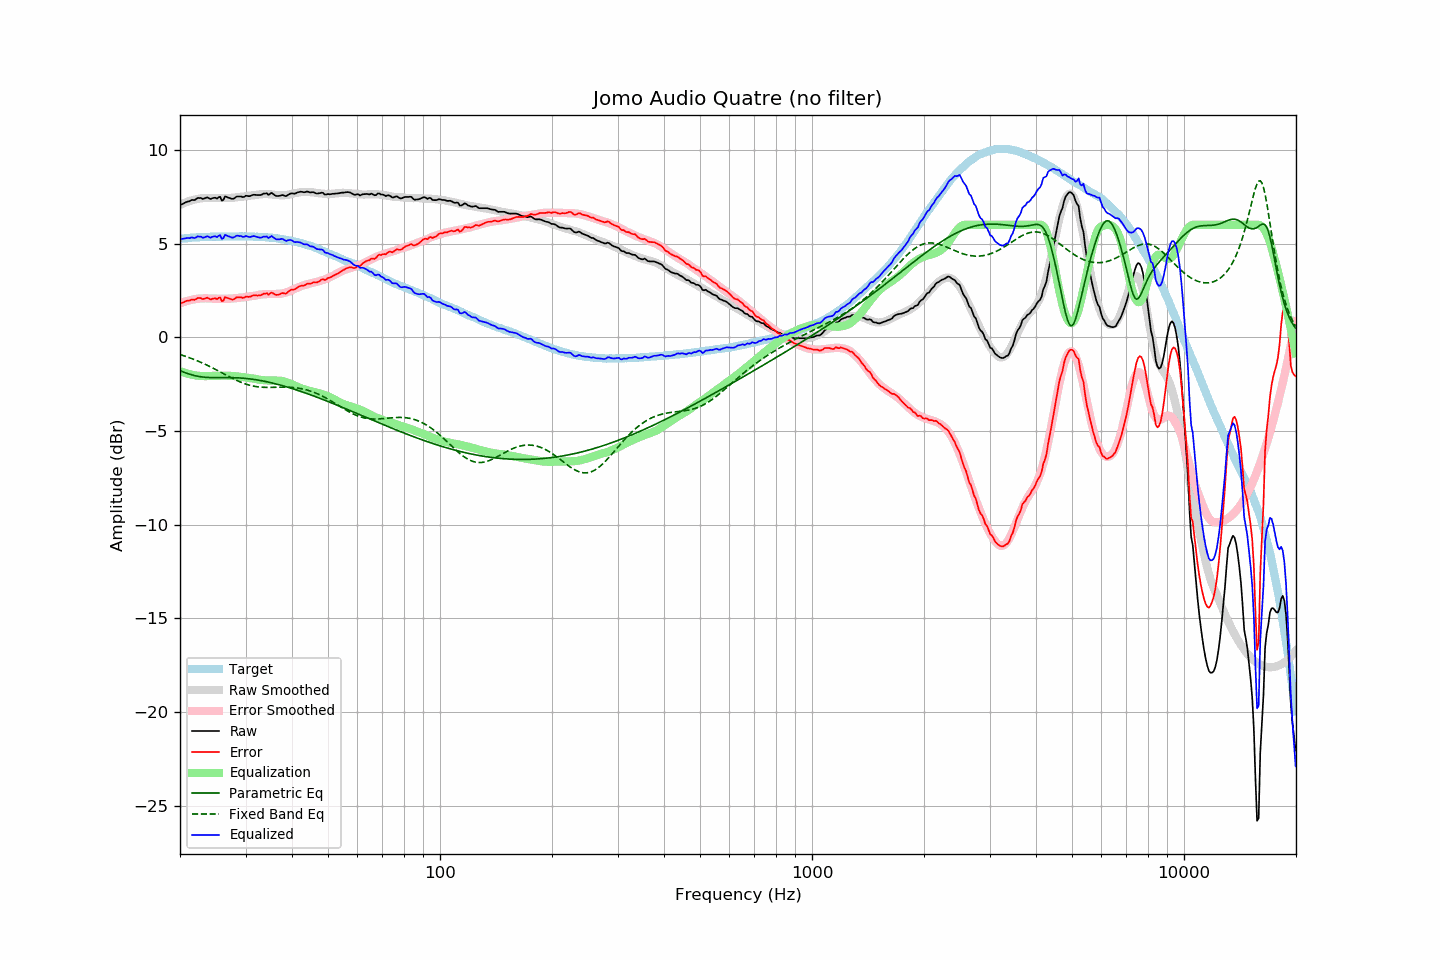 Jomo Audio Quatre (no filter)
10
5
0
−5
−10
−15
−20
−25
Amplitude (dBr)
Target
Raw Smoothed
Error Smoothed
Raw
Error
Equalization
Parametric Eq
Fixed Band Eq
Equalized
100
1000
10000
Frequency (Hz)